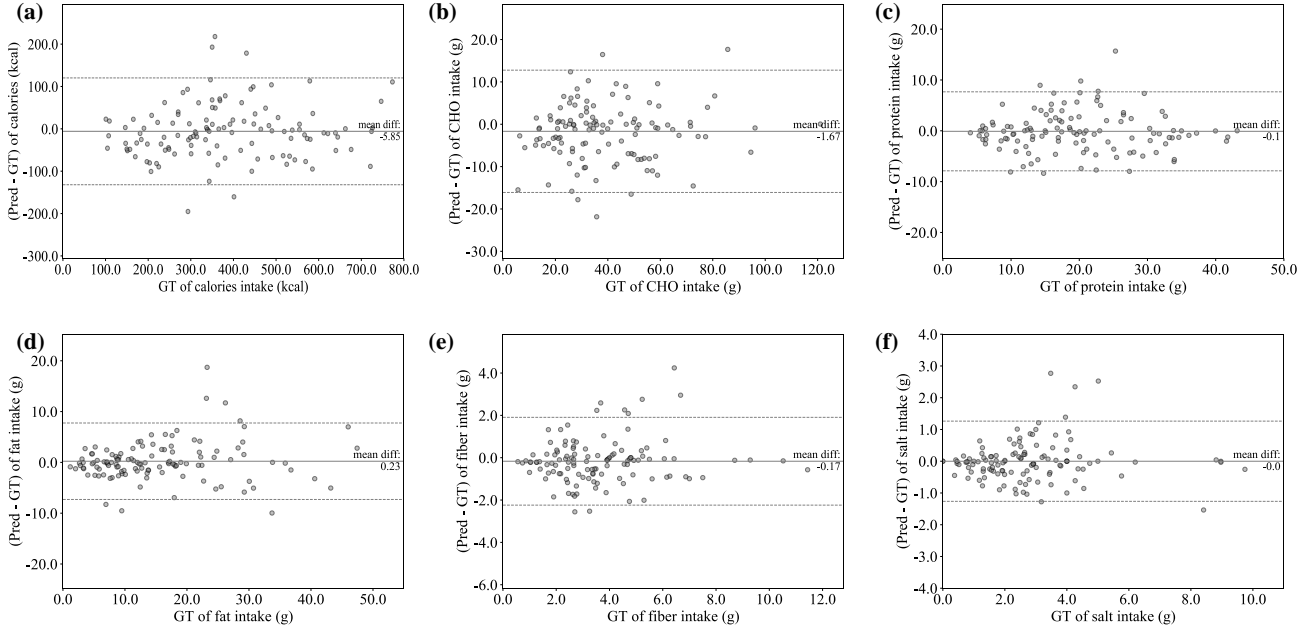 (a)
(Pred - GT) of calories (kcal)
200.0
100.0
0.0
-100.0
-200.0
-300.0
mean diff:
-5.85
0.0 100.0 200.0 300.0 400.0 500.0 600.0 700.0 800.0
GT of calories intake (kcal)
(b)
(Pred - GT) of CHO intake (g)
20.0
10.0
0.0
-10.0
-20.0
-30.0
mean diff:
-1.67
0.0 20.0 40.0 60.0 80.0 100.0 120.0
GT of CHO intake (g)
(c)
(Pred - GT) of protein intake (g)
20.0
10.0
0.0
-10.0
-20.0
mean diff:
-0.1
0.0 10.0 20.0 30.0 40.0 50.0
GT of protein intake (g)
(d)
(Pred - GT) of fat intake (g)
20.0
10.0
0.0
-10.0
-20.0
mean diff:
0.23
0.0 10.0 20.0 30.0 40.0 50.0
GT of fat intake (g)
(e)
(Pred - GT) of fiber intake (g)
4.0
2.0
0.0
-2.0
-4.0
-6.0
mean diff:
-0.17
0.0 2.0 4.0 6.0 8.0 10.0 12.0
GT of fiber intake (g)
(f)
(Pred - GT) of salt intake (g)
4.0
3.0
2.0
1.0
0.0
-1.0
-2.0
-3.0
-4.0
mean diff:
-0.0
0.0 2.0 4.0 6.0 8.0 10.0
GT of salt intake (g)